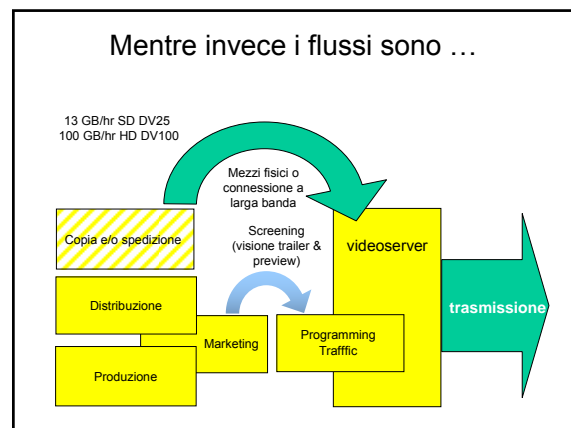 Mentre invece i flussi sono …
13 GB/hr SD DV25
100 GB/hr HD DV100
Mezzi fisici o
connessione a
larga banda
Copia e/o spedizione
Screening
(visione trailer &
preview)
videoserver
Distribuzione
trasmissione
Marketing
Programming
Trafffic
Produzione